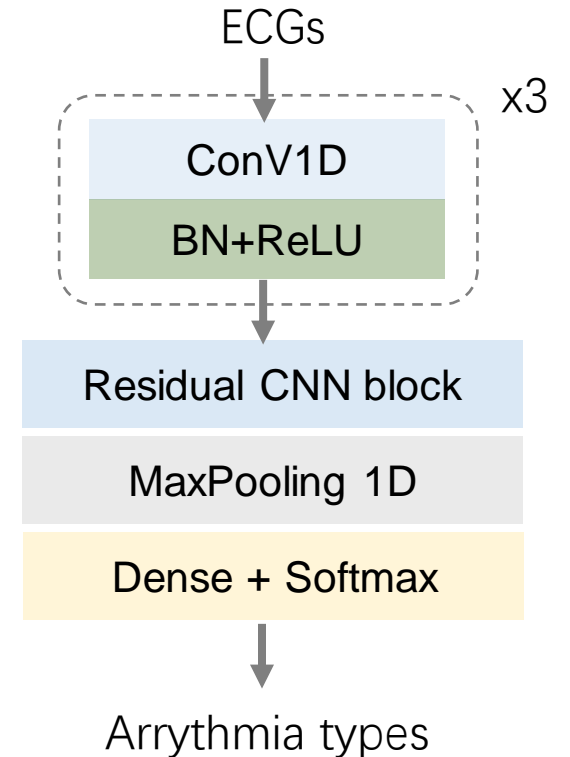 ECGs
x3
ConV1D
BN+ReLU
Residual CNN block
MaxPooling 1D
Dense + Softmax
Arrythmia types